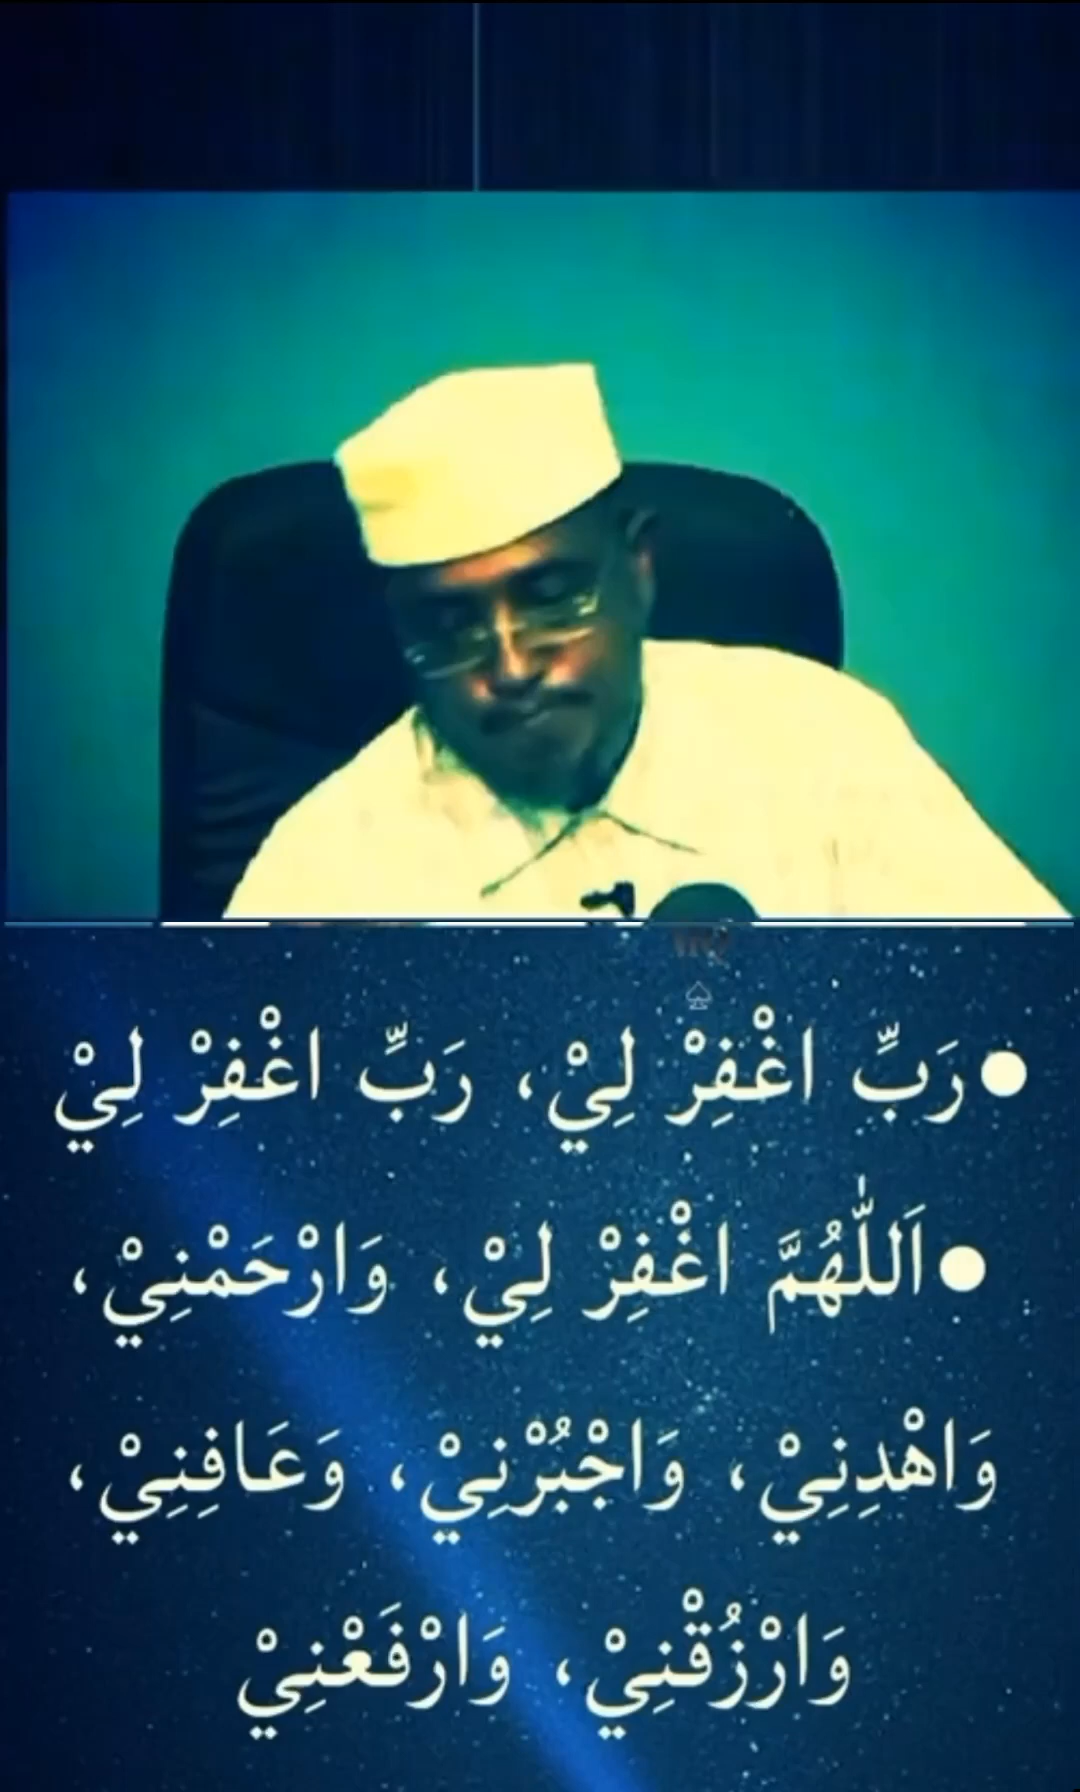 ●رَبِّ اغْفِرْ لِيْ، رَبِّ اغْفِرْ لِيْ
●اَللّٰهُمَّ اغْفِرْ لِيْ، وَارْحَمْنِيْ،
وَاهْدِنِيْ، وَاجْبُرْنِيْ، وَعَافِنِيْ،
وَارْزُقْنِيْ، وَارْفَعْنِيْ